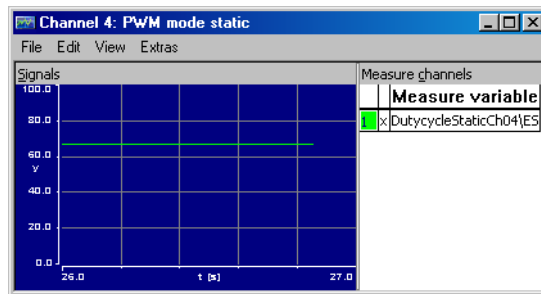 Channel 4: PWM mode static
File Edit View Extras
Signals
Measure channels
100.0
80.0
60.0
y
40.0
20.0
0.0
26.0 t [s] 27.0
Measure variable
1 x DutycycleStaticCh04\ES